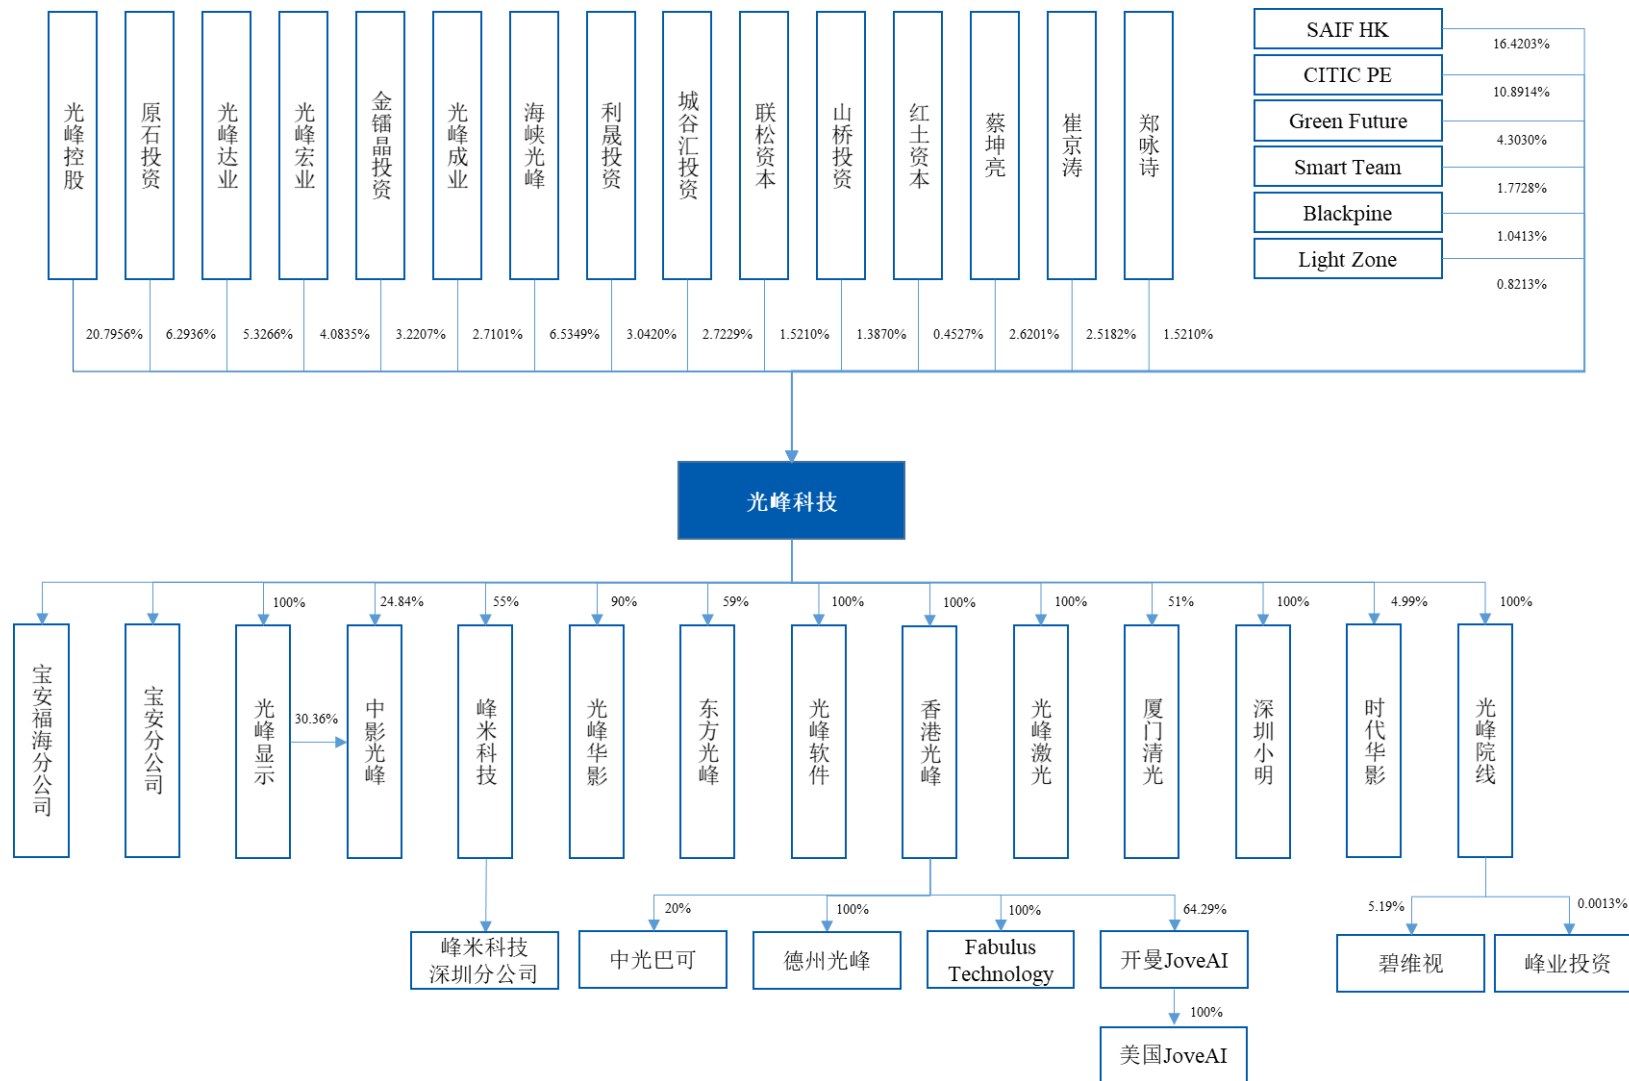 光峰控股
原石投资
光峰达业
光峰宏业
金镭晶投资
光峰成业
海峡光峰
利晟投资
城谷汇投资
联松资本
山桥投资
红土资本
蔡坤亮
崔京涛
郑咏诗
SAIF HK
16.4203%
CITIC PE
10.8914%
Green Future
4.3030%
Smart Team
1.7728%
Blackpine
1.0413%
Light Zone
0.8213%
20.7956%
6.2936%
5.3266%
4.0835%
3.2207%
2.7101%
6.5349%
3.0420%
2.7229%
1.5210%
1.3870%
0.4527%
2.6201%
2.5182%
1.5210%
光峰科技
100%
24.84%
55%
90%
59%
100%
100%
100%
51%
100%
4.99%
100%
宝安福海分公司
宝安分公司
光峰显示
30.36%
中影光峰
峰米科技
光峰华影
东方光峰
光峰软件
香港光峰
光峰激光
厦门清光
深圳小明
时代华影
光峰院线
20%
100%
100%
64.29%
5.19%
0.0013%
峰米科技
深圳分公司
中光巴可
德州光峰
Fabulus
Technology
开曼JoveAI
碧维视
峰业投资
100%
美国JoveAI